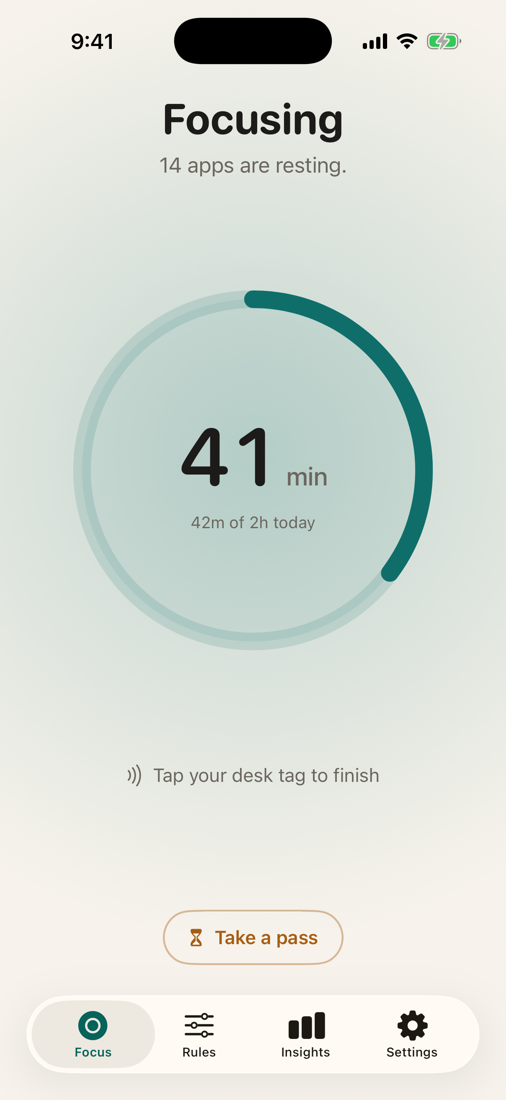 9:41
Focusing
14 apps are resting.
41 min
42m of 2h today
Tap your desk tag to finish
Take a pass
Focus
Rules
Insights
Settings